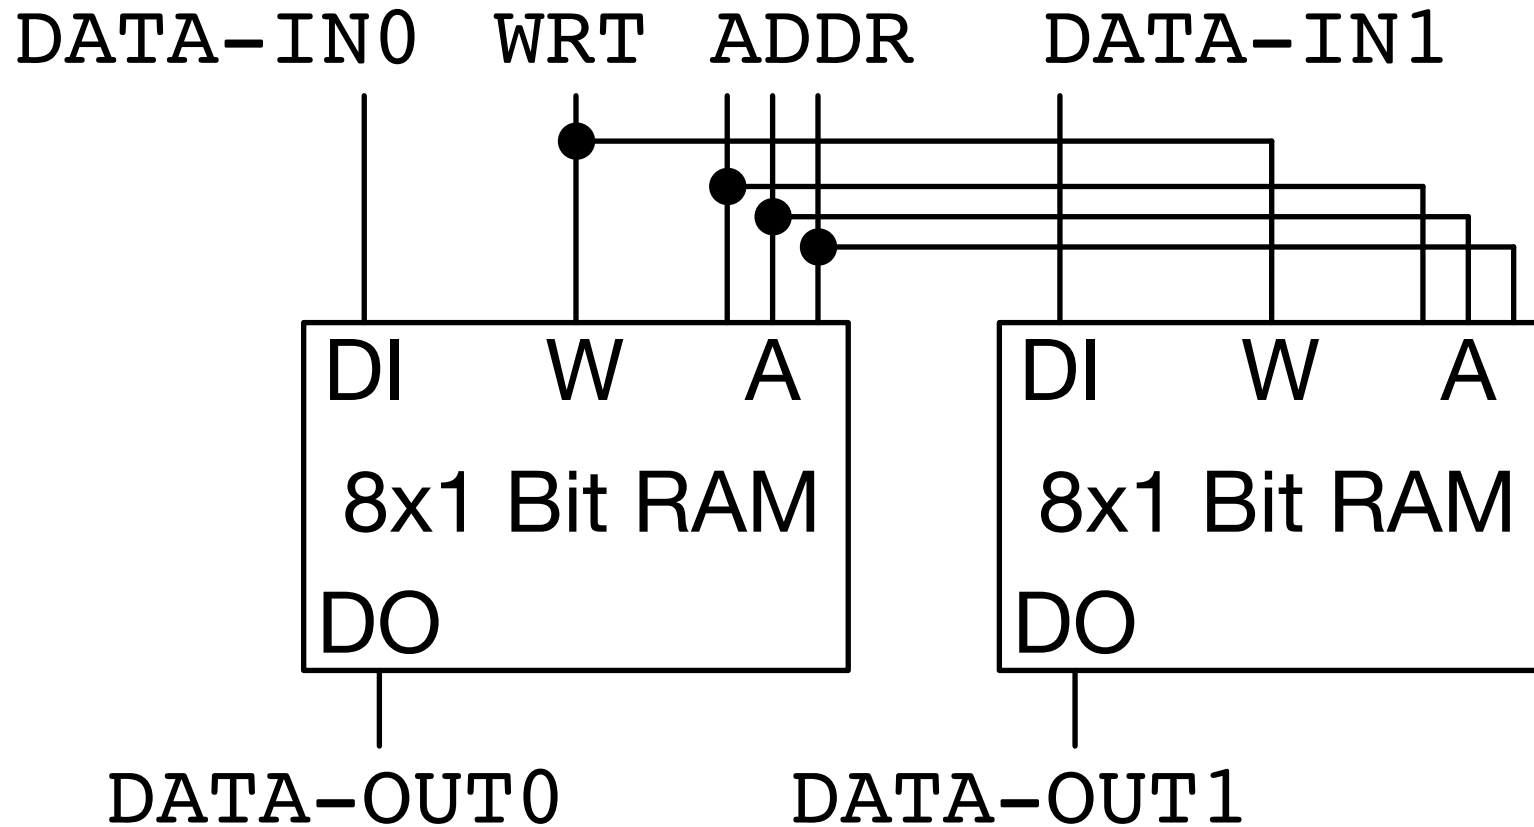 DATA-IN0 WRT ADDR DATA-IN1
DI W A DI W A
8x1 Bit RAM 8x1 Bit RAM
DO DO
DATA-OUT0 DATA-OUT1